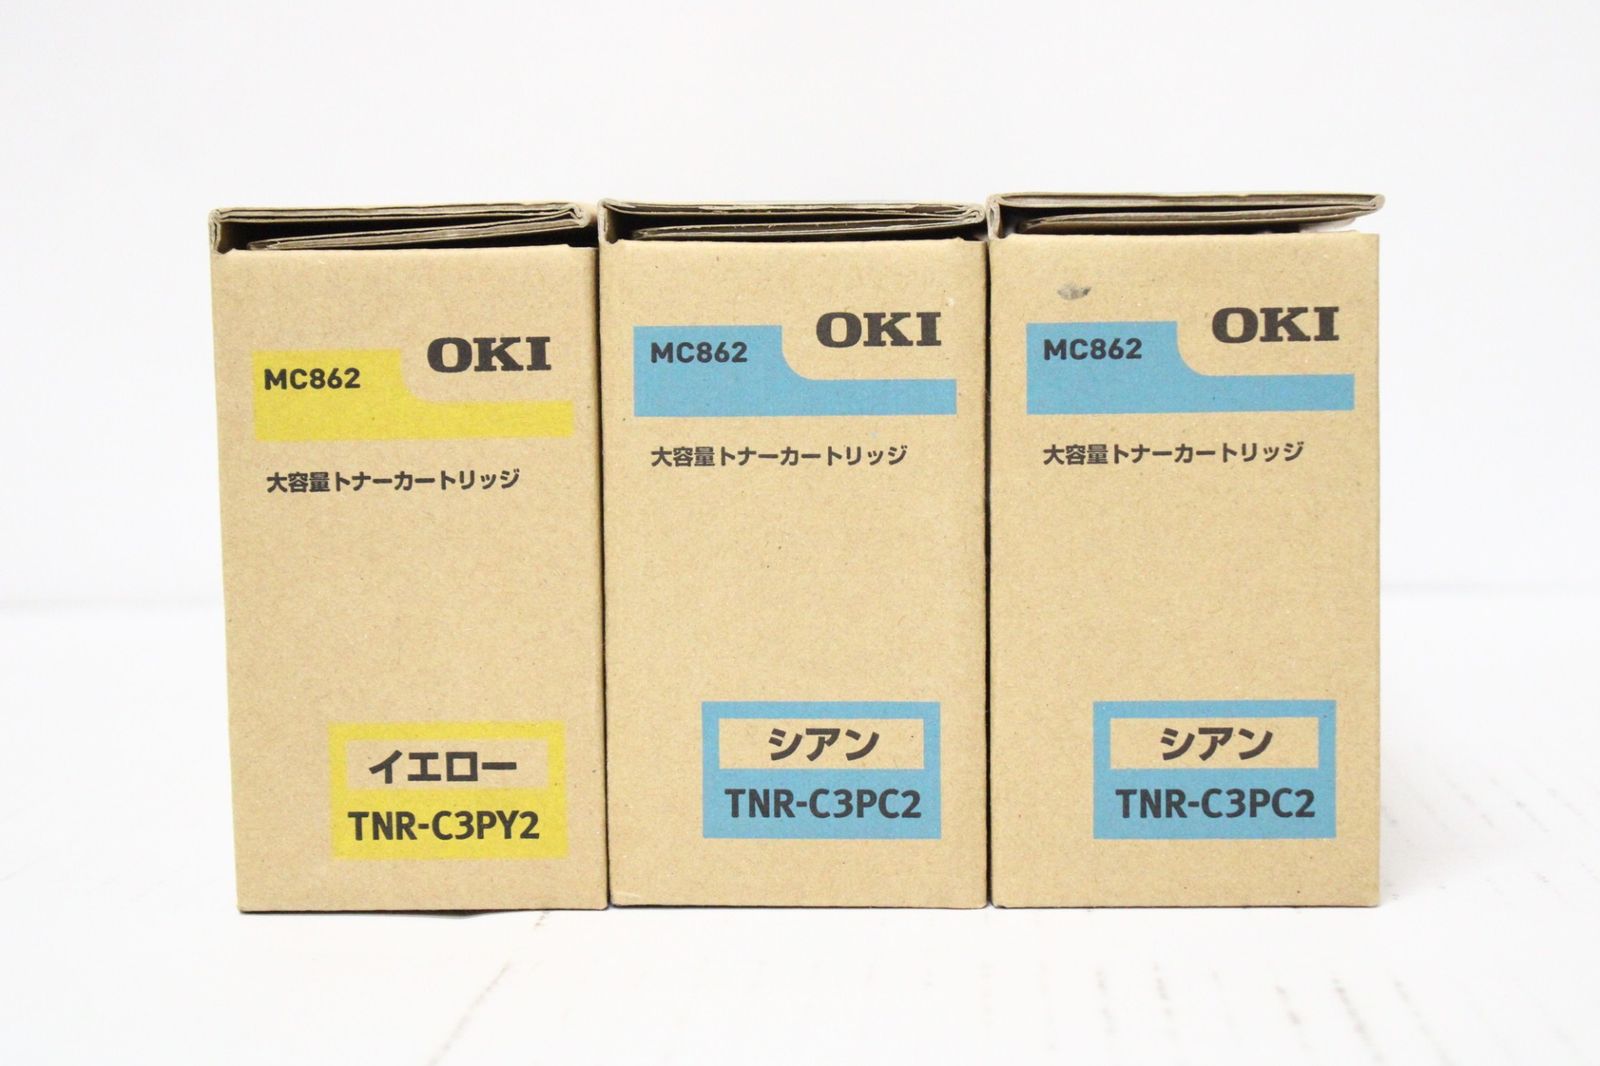 OKI
MC862
大容量トナーカートリッジ
イエロー
TNR-C3PY2
OKI
MC862
大容量トナーカートリッジ
シアン
TNR-C3PC2
OKI
MC862
大容量トナーカートリッジ
シアン
TNR-C3PC2